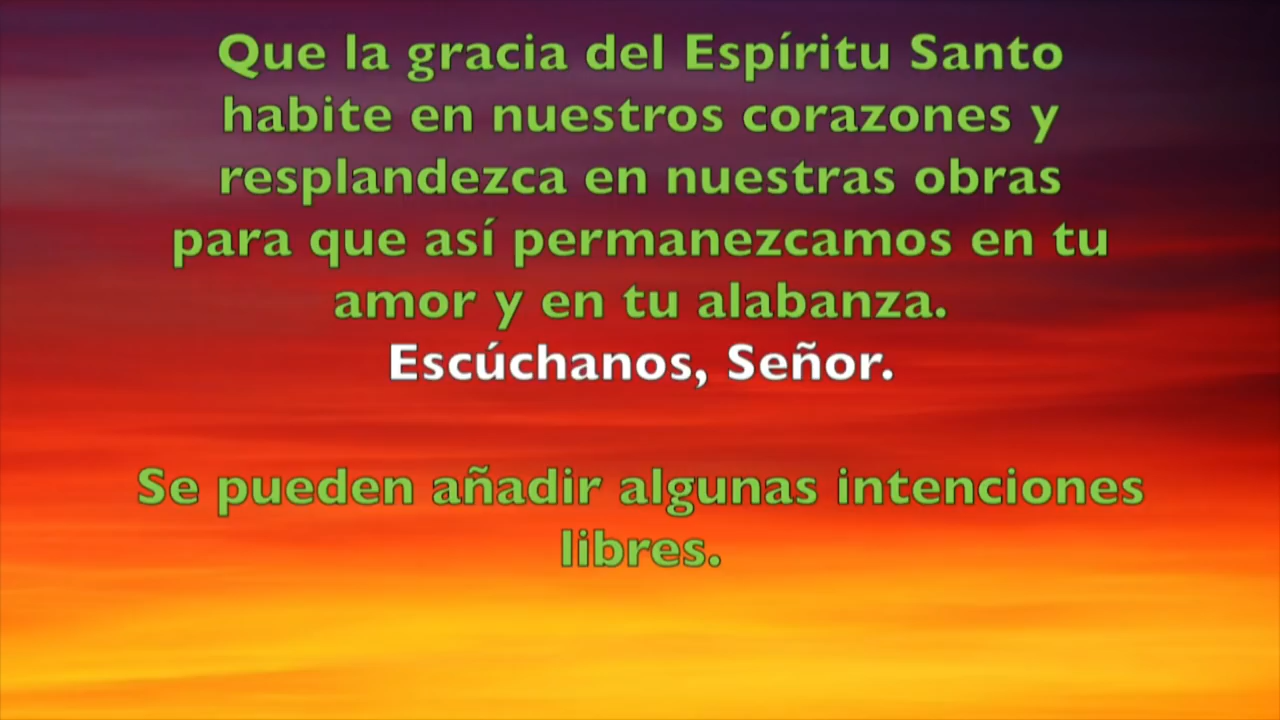 Que la gracia del Espíritu Santo
habite en nuestros corazones y
resplandezca en nuestras obras
para que así permanezcamos en tu
amor y en tu alabanza.
Escúchanos, Señor.
Se pueden añadir algunas intenciones
libres.